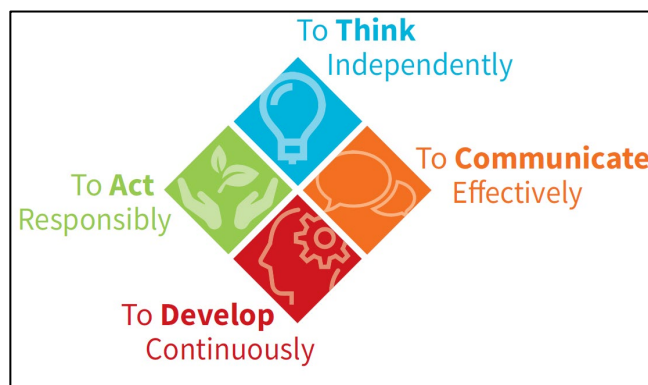 To Think
Independently
To Communicate
Effectively
To Act
Responsibly
To Develop
Continuously